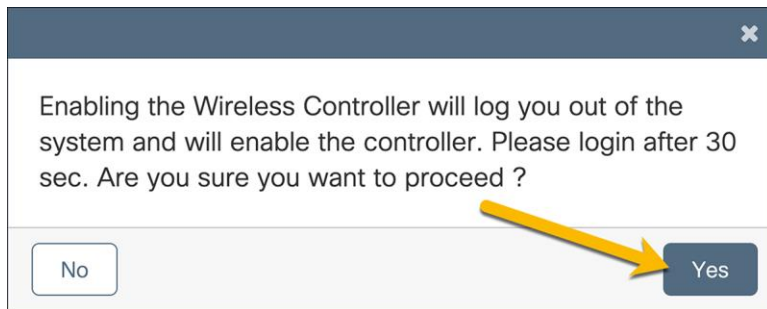 Enabling the Wireless Controller will log you out of the
system and will enable the controller. Please login after 30
sec. Are you sure you want to proceed ?
No
Yes